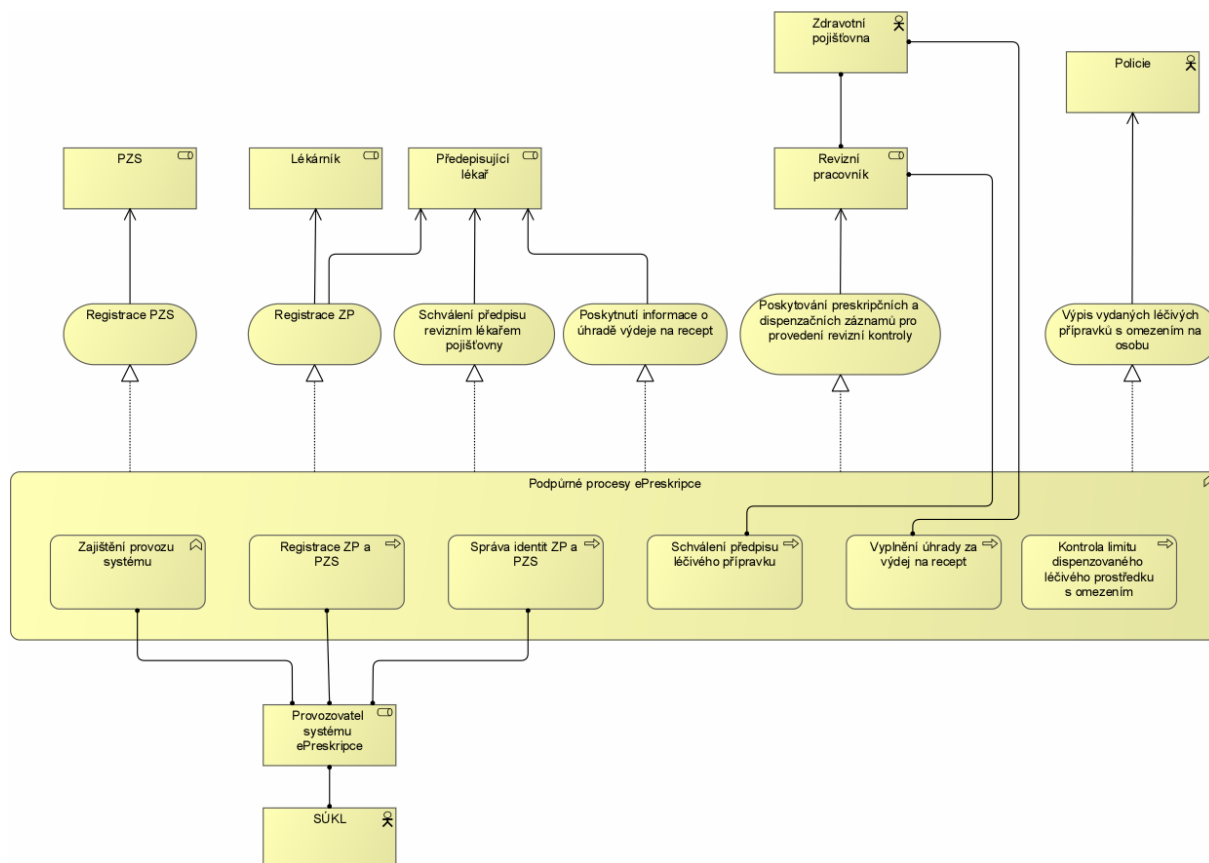 Zdravotní
pojišťovna
Policie
PZS
Lékárník
Předepisující
lékař
Revizní
pracovník
Registrace PZS
Registrace ZP
Schválení předpisu
revizním lékařem
pojišťovny
Poskytnutí informace o
úhradě výdeje na recept
Poskytování preskripčních a
dispenzačních záznamů pro
provedení revizní kontroly
Výpis vydaných léčivých
přípravků s omezením na
osobu
Podpůrné procesy ePreskripce
Zajištění provozu
systému
Registrace ZP a
PZS
Správa identit ZP a
PZS
Schválení předpisu
léčivého přípravku
Vyplnění úhrady za
výdej na recept
Kontrola limitu
dispenzovaného
léčivého prostředku
s omezením
Provozovatel
systému
ePreskripce
SÚKL